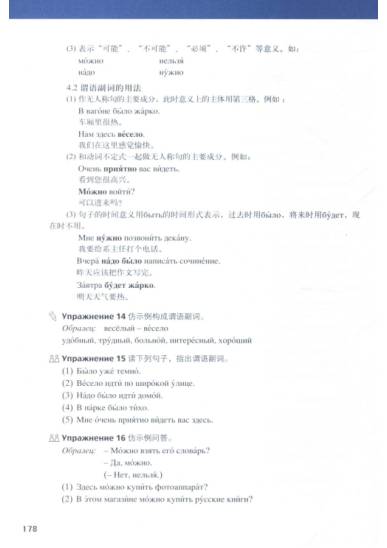 (3) 表示“可能”、“不可能”、“必须”、“不许”等意义。如:
мо́жно нельзя́
на́до ну́жно
4.2 谓语副词的用法
(1) 作无人称句的主要成分，此时意义上的主体用第三格。例如：
В ваго́не бы́ло жа́рко.
车厢里很热。
Нам здесь ве́село.
我们在这里感觉愉快。
(2) 和动词不定式一起做无人称句的主要成分。例如:
Очень прия́тно вас ви́деть.
看到您很高兴。
Мо́жно войти́?
可以进来吗?
(3) 句子的时间意义用быть的时间形式表示，过去时用бы́ло，将来时用бу́дет，现
在时不用。
Мне ну́жно позвони́ть дека́ну.
我要给系主任打个电话。
Вчера́ на́до бы́ло написа́ть сочине́ние.
昨天应该把作文写完。
За́втра бу́дет жа́рко.
明天天气要热。
Упражнение 14 仿示例构成谓语副词。
Образец: весёлый – ве́село
удо́бный, тру́дный, больно́й, интере́сный, хоро́ший
Упражнение 15 读下列句子，指出谓语副词。
(1) Бы́ло уже́ темно́.
(2) Ве́село идти́ по широ́кой у́лице.
(3) На́до бы́ло идти́ домо́й.
(4) В па́рке бы́ло ти́хо.
(5) Мне о́чень прия́тно ви́деть вас здесь.
Упражнение 16 仿示例问答。
Образец: – Мо́жно взять его́ слова́рь?
– Да, мо́жно.
(– Нет, нельзя́.)
(1) Здесь мо́жно купи́ть фотоаппара́т?
(2) В э́том магази́не мо́жно купи́ть ру́сские кни́ги?
178